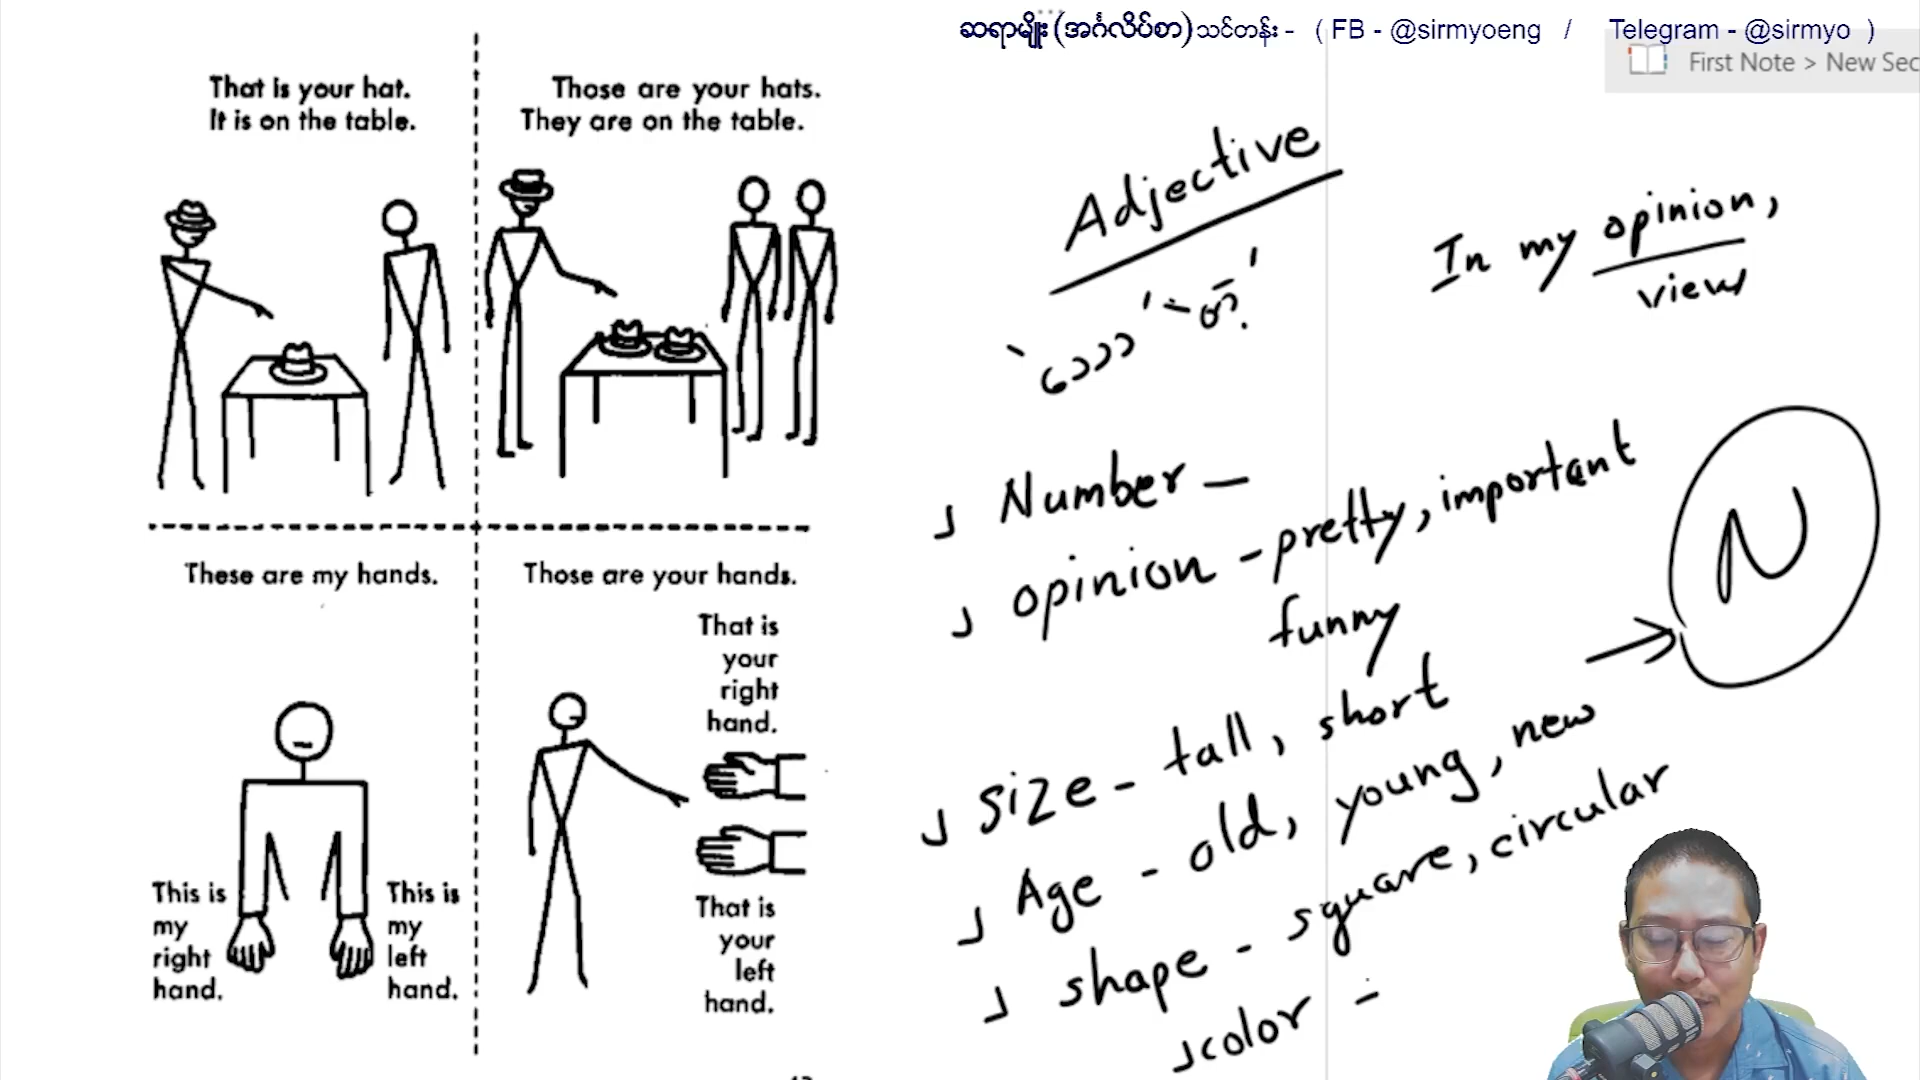 ဆရာမျိုး (အင်္ဂလိပ်စာ) သင်တန်း - ( FB - @sirmyoeng / Telegram - @sirmyo )
First Note > New Sec
That is your hat.
It is on the table.
Those are your hats.
They are on the table.
These are my hands.
This is
my
right
hand.
This is
my
left
hand.
Those are your hands.
That is
your
right
hand.
That is
your
left
hand.
Adjective
In my opinion,
view
Number -
opinion - pretty, important
funny
N
size - tall, short
Age - old, young, new
shape - square, circular
color -